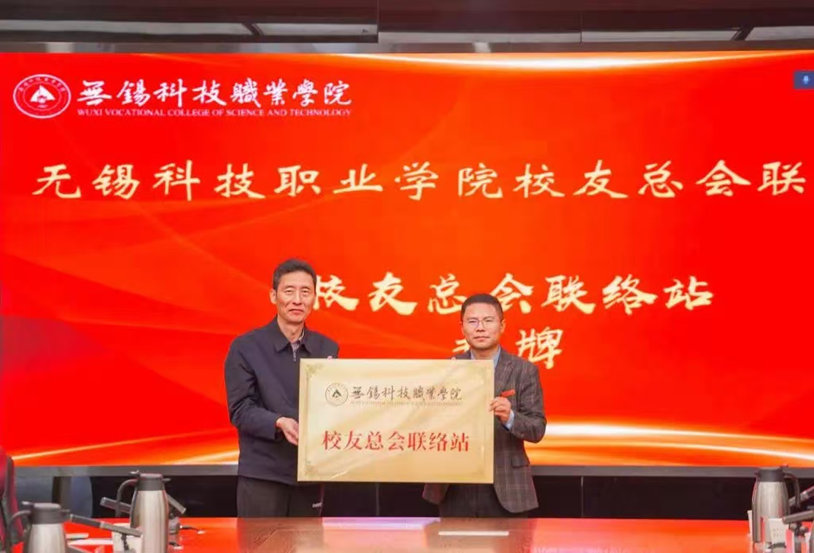 無錫科技職業學院
WUXI VOCATIONAL COLLEGE OF SCIENCE AND TECHNOLOGY
无锡科技职业学院校友总会联
校友总会联络站
牌
無錫科技職業學院
校友总会联络站